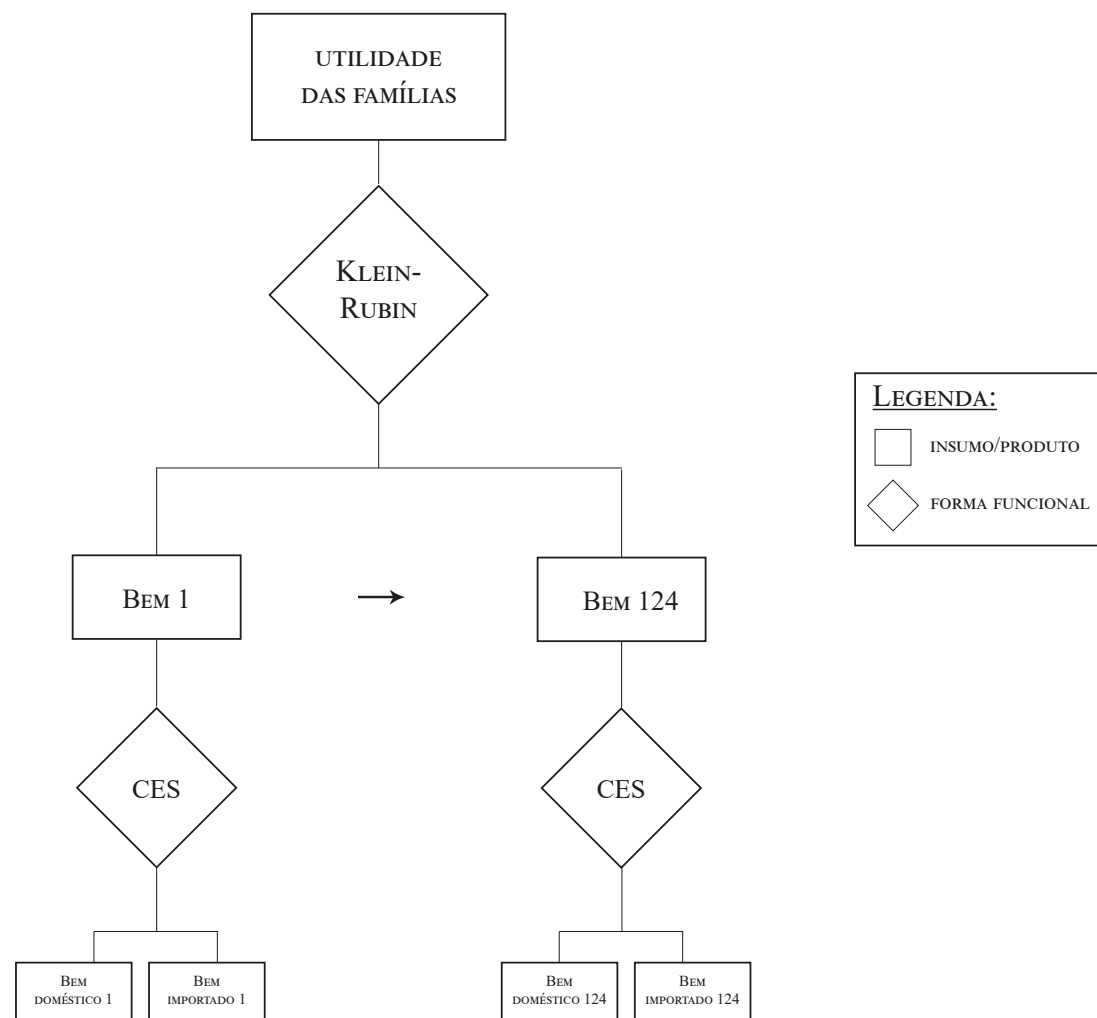 UTILIDADE
DAS FAMÍLIAS
KLEIN-
RUBIN
LEGENDA:
INSUMO/PRODUTO
FORMA FUNCIONAL
BEM 1
→
BEM 124
CES
CES
BEM
DOMÉSTICO 1
BEM
IMPORTADO 1
BEM
DOMÉSTICO 124
BEM
IMPORTADO 124